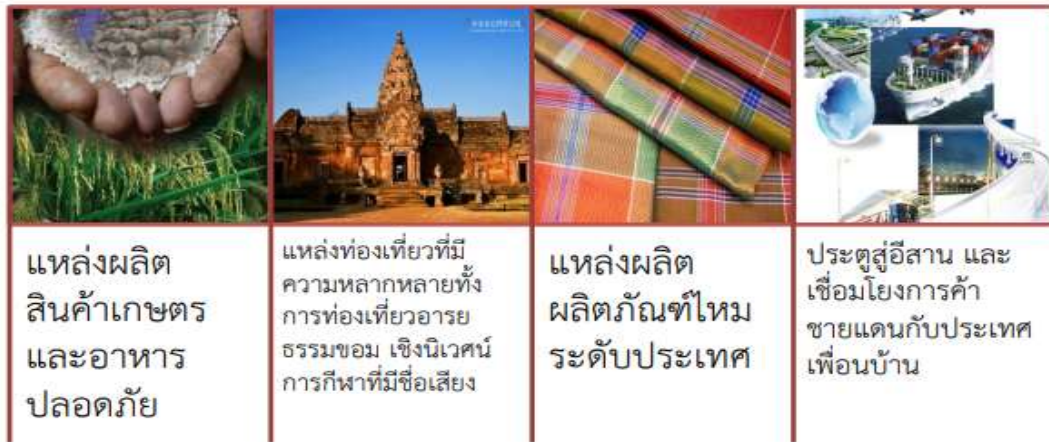 แหล่งผลิต
สินค้าเกษตร
และอาหาร
ปลอดภัย
แหล่งท่องเที่ยวที่มี
ความหลากหลายทั้ง
การท่องเที่ยวอารย
ธรรมขอม เชิงนิเวศน์
การกีฬาที่มีชื่อเสียง
แหล่งผลิต
ผลิตภัณฑ์ไหม
ระดับประเทศ
ประตูสู่อีสาน และ
เชื่อมโยงการค้า
ชายแดนกับประเทศ
เพื่อนบ้าน